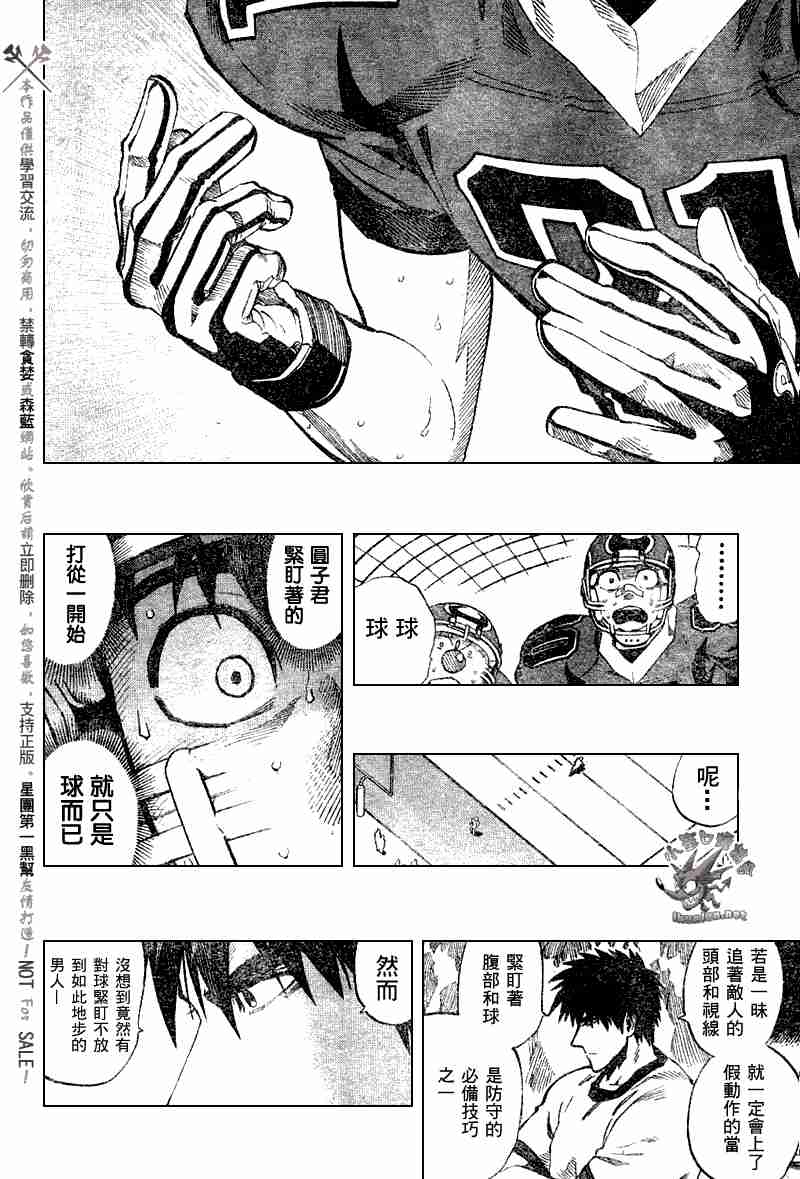 21
………
球球
圓子君
緊盯著的
打從一開始
就只是
球而已
呢…
若是一昧
追著敵人的
頭部和視線
就一定會上了
假動作的當
緊盯著
腹部和球
是防守的
必備技巧
之一
然而
沒想到竟然有
對球緊盯不放
到如此地步的
男人—
本作品僅供學習交流，切勿商用，禁轉貪婪或森藍網站。欣賞后請立即刪除，如您喜歡，支持正版。星團第一黑幫友情打造！NOT For SALE！